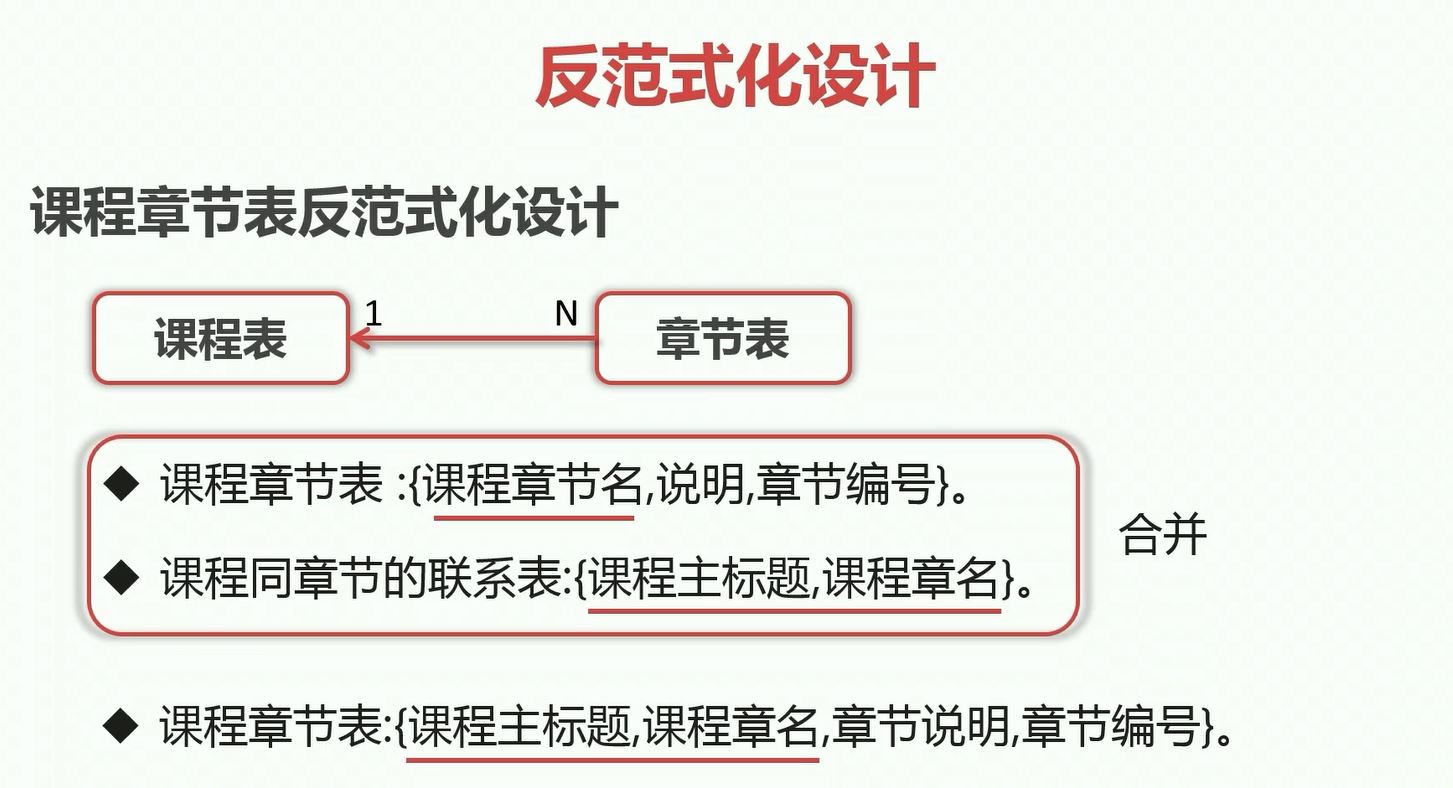 反范式化设计
课程章节表反范式化设计
课程表 1 N 章节表
◆ 课程章节表 :{课程章节名,说明,章节编号}。
◆ 课程同章节的联系表:{课程主标题,课程章名}。
合并
◆ 课程章节表:{课程主标题,课程章名,章节说明,章节编号}。